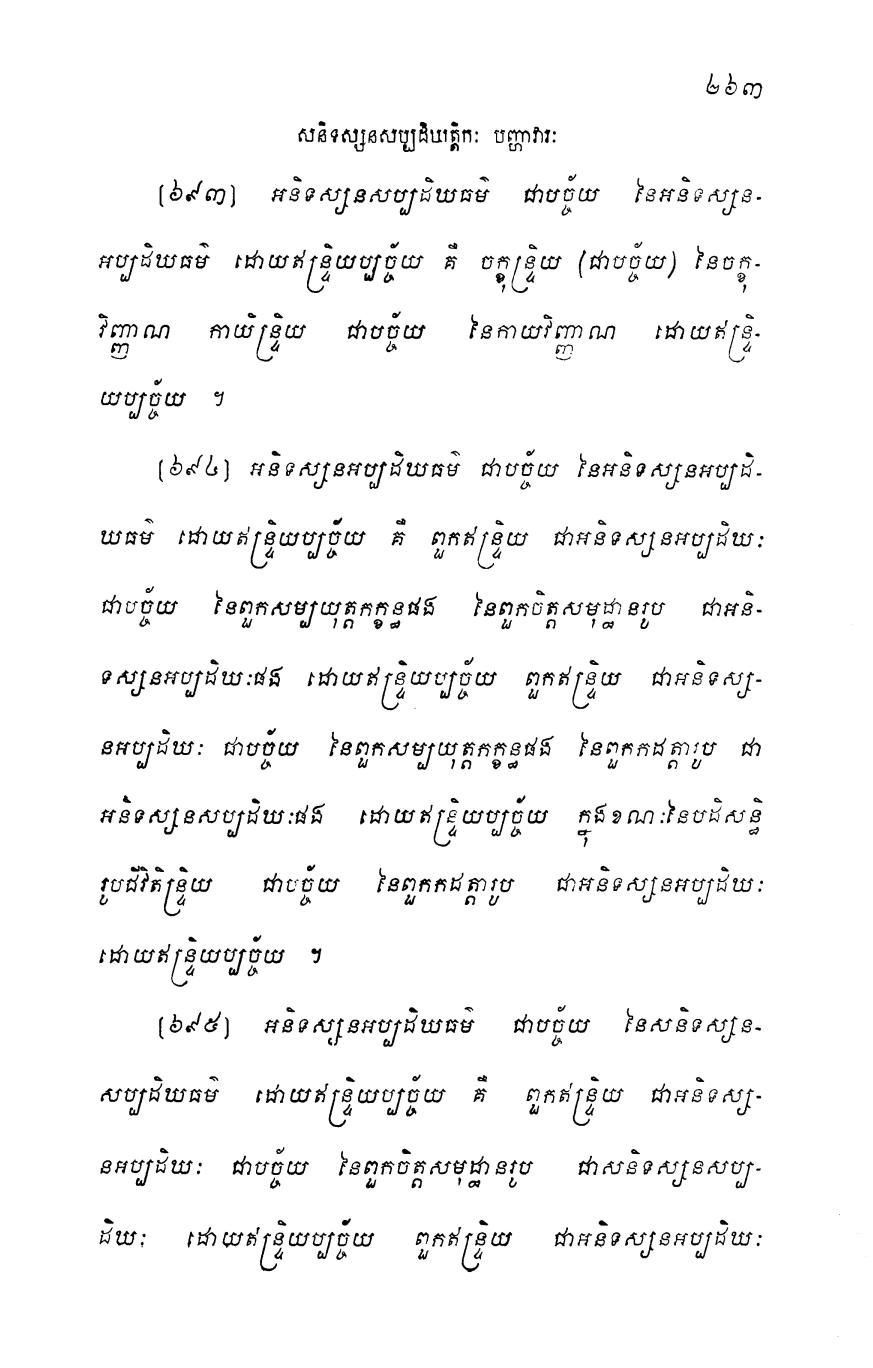 ២៦៣
សនិទស្សនសប្បដិឃត្តិកៈ បញ្ហាវារៈ
[៦៩៣] អនិទស្សនសប្បដិឃធម៌ ជាបច្ច័យ នៃអនិទស្សន-
អប្បដិឃធម៌ ដោយឥន្ទ្រិយប្បច្ច័យ គឺ ចក្ខុន្ទ្រិយ (ជាបច្ច័យ) នៃចក្ខុ-
វិញ្ញាណ កាយិន្ទ្រិយ ជាបច្ច័យ នៃកាយវិញ្ញាណ ដោយឥន្ទ្រិ-
យប្បច្ច័យ ។
[៦៩៤] អនិទស្សនអប្បដិឃធម៌ ជាបច្ច័យ នៃអនិទស្សនអប្បដិ-
ឃធម៌ ដោយឥន្ទ្រិយប្បច្ច័យ គឺ ពួកឥន្ទ្រិយ ជាអនិទស្សនអប្បដិឃៈ
ជាបច្ច័យ នៃពួកសម្បយុត្តកក្ខន្ធផង នៃពួកចិត្តសមុដ្ឋានរូប ជាអនិ-
ទស្សនអប្បដិឃៈផង ដោយឥន្ទ្រិយប្បច្ច័យ ពួកឥន្ទ្រិយ ជាអនិទស្ស-
នអប្បដិឃៈ ជាបច្ច័យ នៃពួកសម្បយុត្តកក្ខន្ធផង នៃពួកកដត្តារូប ជា
អនិទស្សនសប្បដិឃៈផង ដោយឥន្ទ្រិយប្បច្ច័យ ក្នុងខណៈនៃបដិសន្ធិ
រូបជីវិតិន្ទ្រិយ ជាបច្ច័យ នៃពួកកដត្តារូប ជាអនិទស្សនអប្បដិឃៈ
ដោយឥន្ទ្រិយប្បច្ច័យ ។
[៦៩៥] អនិទស្សនអប្បដិឃធម៌ ជាបច្ច័យ នៃសនិទស្សន-
សប្បដិឃធម៌ ដោយឥន្ទ្រិយប្បច្ច័យ គឺ ពួកឥន្ទ្រិយ ជាអនិទស្ស-
នអប្បដិឃៈ ជាបច្ច័យ នៃពួកចិត្តសមុដ្ឋានរូប ជាសនិទស្សនសប្ប-
ដិឃៈ ដោយឥន្ទ្រិយប្បច្ច័យ ពួកឥន្ទ្រិយ ជាអនិទស្សនអប្បដិឃៈ